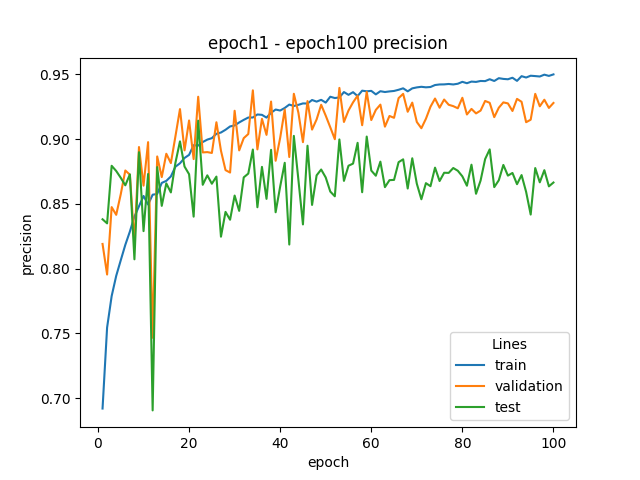 epoch1 - epoch100 precision
precision
0.95
0.90
0.85
0.80
0.75
0.70
0 20 40 60 80 100
epoch
Lines
train
validation
test